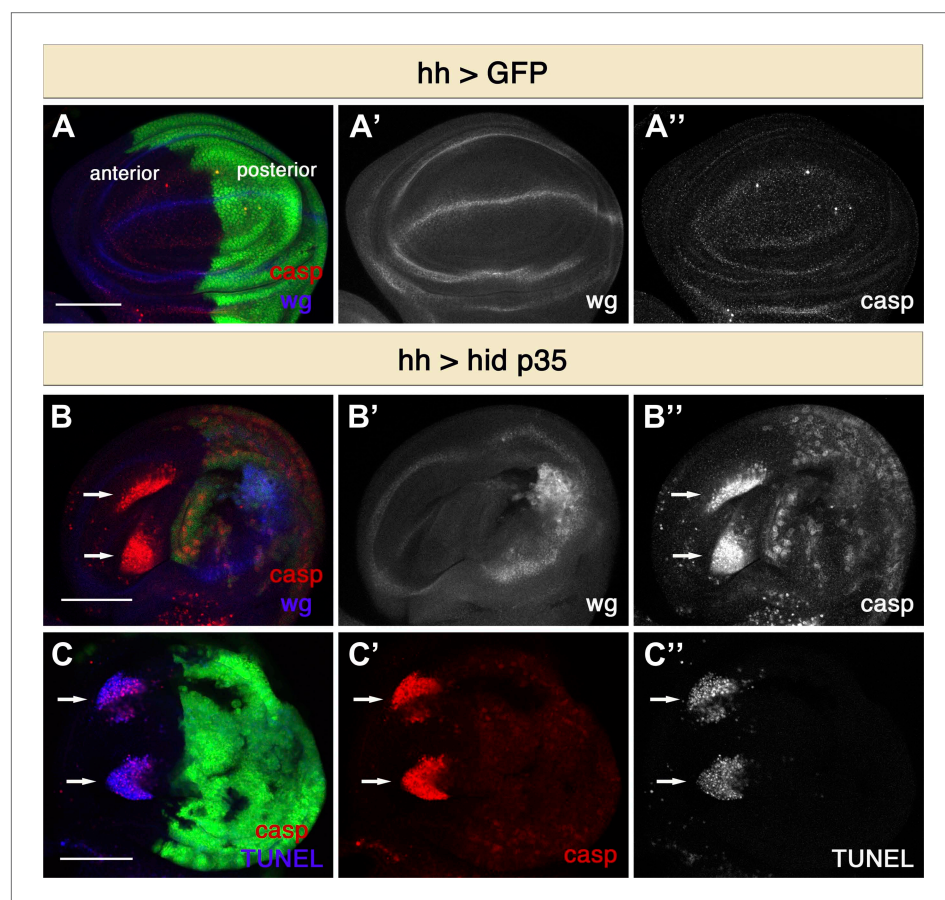 hh > GFP
A
anterior
posterior
casp
wg
A'
wg
A''
casp
hh > hid p35
B
casp
wg
B'
wg
B''
casp
C
casp
TUNEL
C'
casp
C''
TUNEL